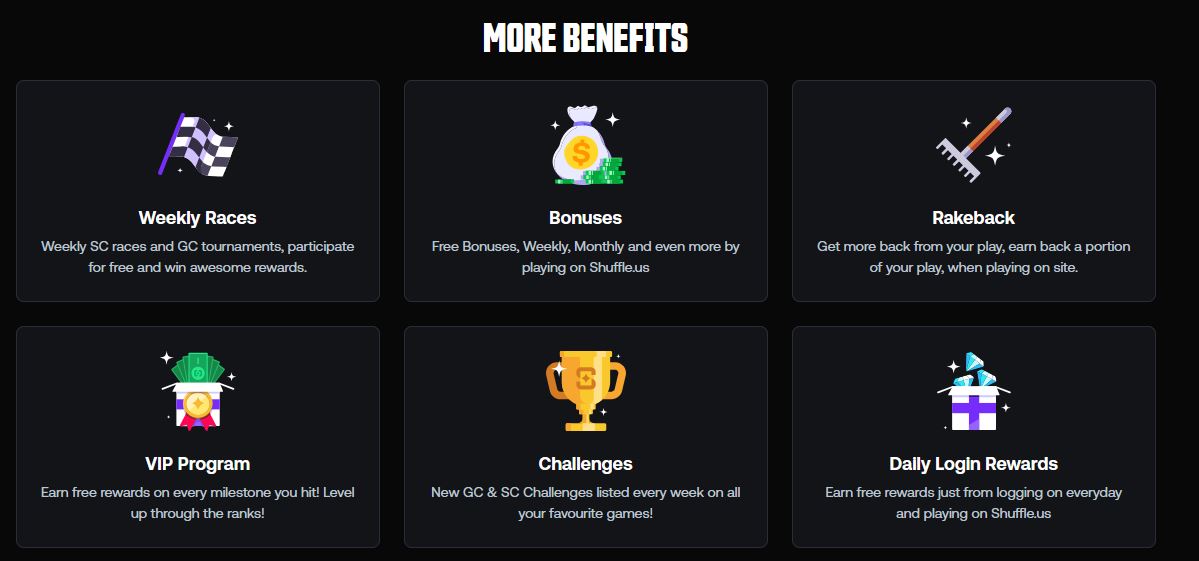 MORE BENEFITS
Weekly Races
Weekly SC races and GC tournaments, participate
for free and win awesome rewards.
Bonuses
Free Bonuses, Weekly, Monthly and even more by
playing on Shuffle.us
Rakeback
Get more back from your play, earn back a portion
of your play, when playing on site.
VIP Program
Earn free rewards on every milestone you hit! Level
up through the ranks!
Challenges
New GC & SC Challenges listed every week on all
your favourite games!
Daily Login Rewards
Earn free rewards just from logging on everyday
and playing on Shuffle.us